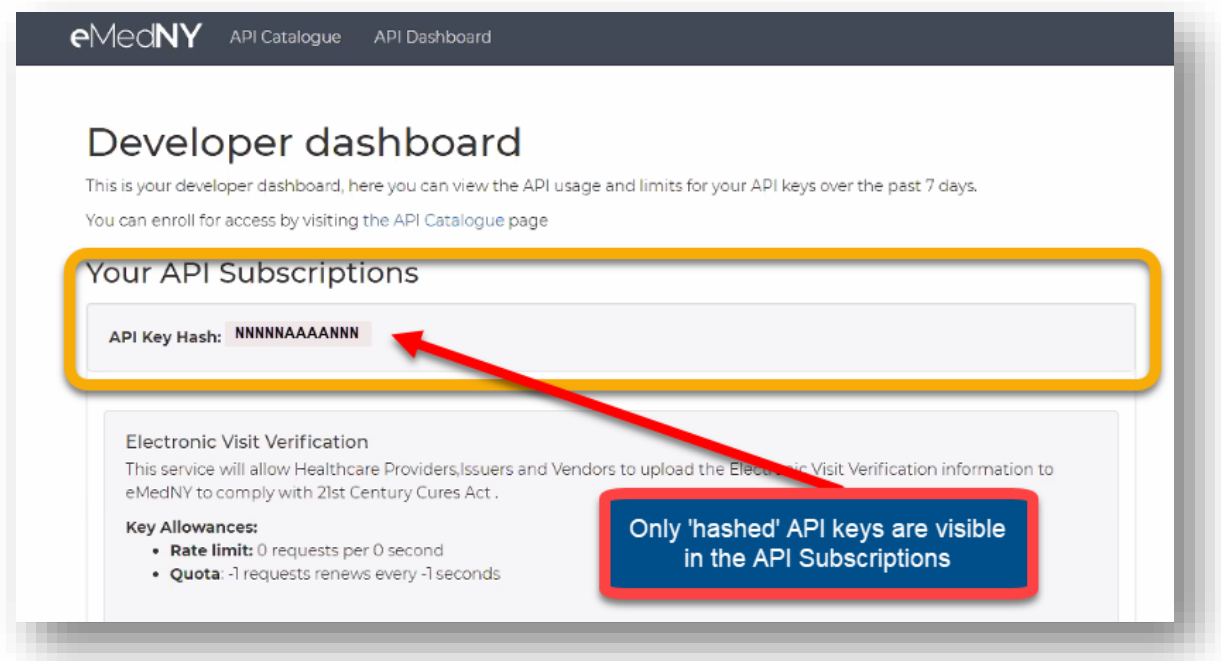 eMedNY API Catalogue API Dashboard
Developer dashboard
This is your developer dashboard, here you can view the API usage and limits for your API keys over the past 7 days.
You can enroll for access by visiting the API Catalogue page
Your API Subscriptions
API Key Hash: NNNNNAAAANNN
Electronic Visit Verification
This service will allow Healthcare Providers,Issuers and Vendors to upload the Electronic Visit Verification information to
eMedNY to comply with 21st Century Cures Act .
Key Allowances:
• Rate limit: 0 requests per 0 second
• Quota: -1 requests renews every -1 seconds
Only 'hashed' API keys are visible
in the API Subscriptions